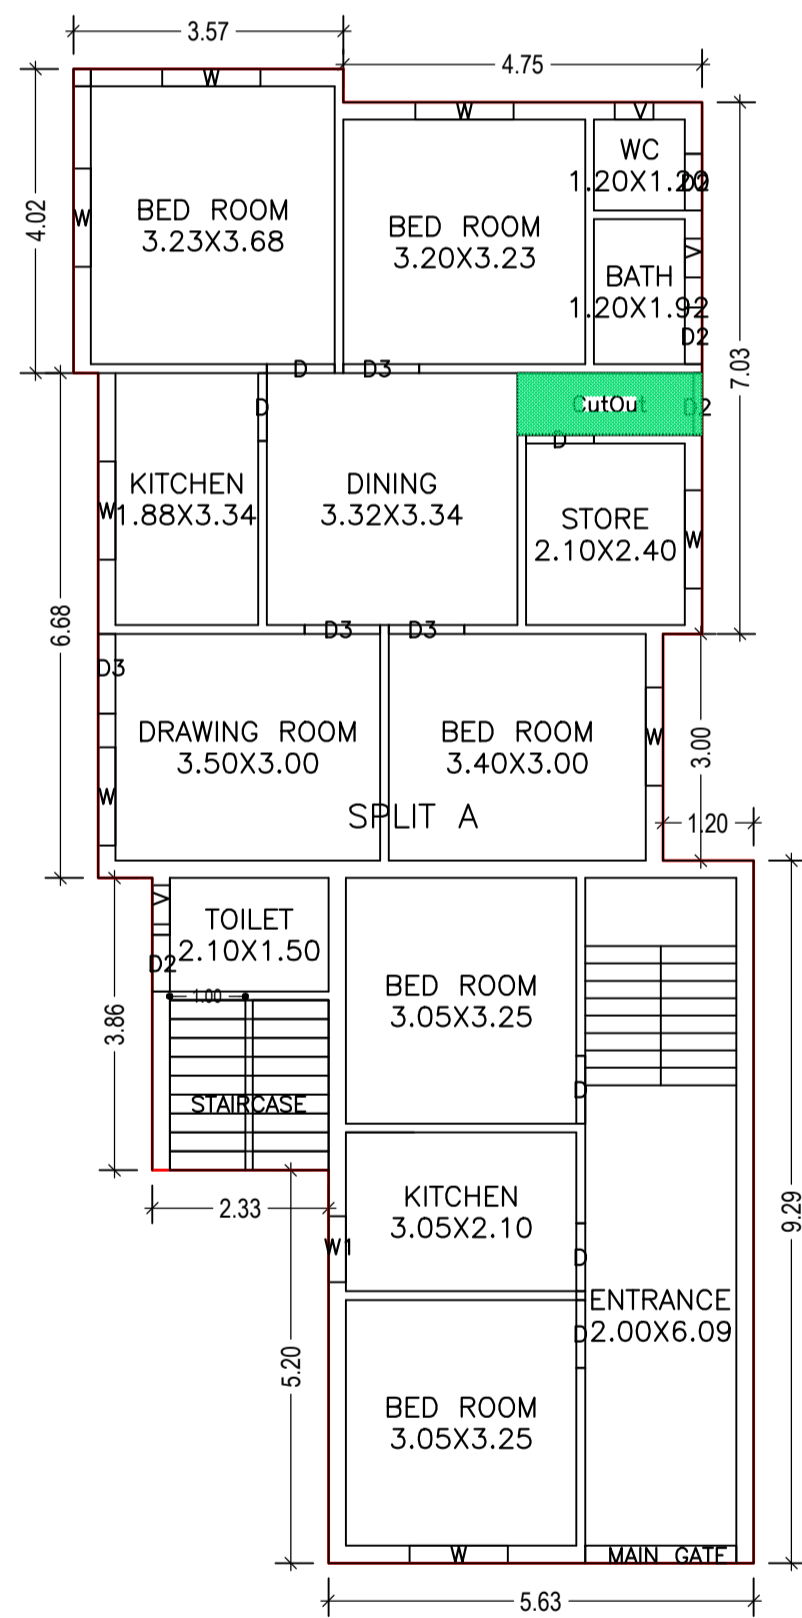 3.57
4.75
W
W
V
WC
1.20X1.20
D2
4.02
W
BED ROOM
3.23X3.68
BED ROOM
3.20X3.23
V
BATH
1.20X1.92
D2
7.03
D
D3
D
CutOut
D2
D
KITCHEN
1.88X3.34
W
DINING
3.32X3.34
STORE
2.10X2.40
W
6.68
D3
D3
D3
DRAWING ROOM
3.50X3.00
BED ROOM
3.40X3.00
W
3.00
W
SPLIT A
1.20
V
TOILET
2.10X1.50
D2
BED ROOM
3.05X3.25
1.00
3.86
STAIRCASE
D
KITCHEN
3.05X2.10
2.33
9.29
W1
D
ENTRANCE
2.00X6.09
D
5.20
BED ROOM
3.05X3.25
W
MAIN GATE
5.63